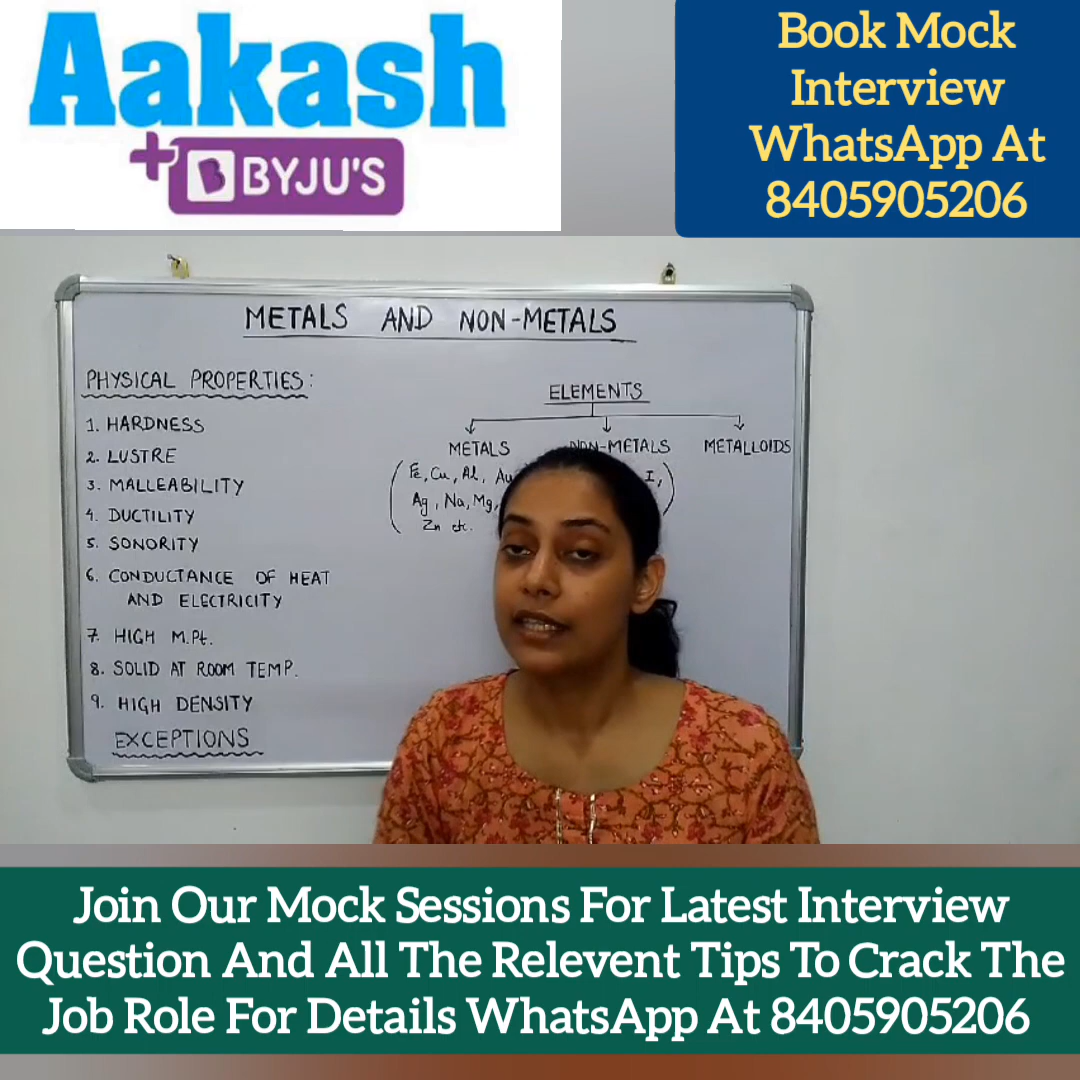 Aakash
+BYJU'S
Book Mock
Interview
WhatsApp At
8405905206
METALS AND NON-METALS
PHYSICAL PROPERTIES:
1. HARDNESS
2. LUSTRE
3. MALLEABILITY
4. DUCTILITY
5. SONORITY
6. CONDUCTANCE OF HEAT
AND ELECTRICITY
7. HIGH M.Pt.
8. SOLID AT ROOM TEMP.
9. HIGH DENSITY
EXCEPTIONS
ELEMENTS
METALS NON-METALS METALLOIDS
(Fe, Cu, Al, Au
Ag, Na, Mg,
Zn etc.
I,)
Join Our Mock Sessions For Latest Interview
Question And All The Relevent Tips To Crack The
Job Role For Details WhatsApp At 8405905206